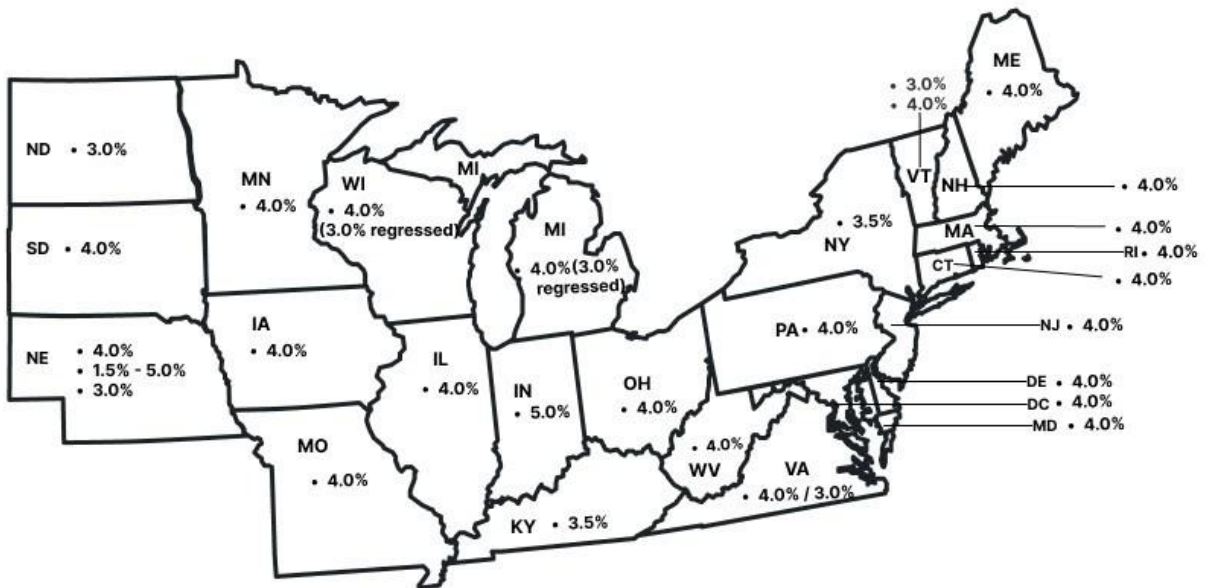 ME
• 4.0%
• 3.0%
• 4.0%
ND • 3.0%
MN
• 4.0%
WI
• 4.0%
(3.0% regressed)
MI
MI
• 4.0% (3.0%
regressed)
VT
NH
• 4.0%
• 3.5%
NY
MA
• 4.0%
RI • 4.0%
CT
• 4.0%
SD • 4.0%
NE
• 4.0%
• 1.5% - 5.0%
• 3.0%
IA
• 4.0%
IL
• 4.0%
IN
• 5.0%
OH
• 4.0%
PA • 4.0%
NJ • 4.0%
DE • 4.0%
DC • 4.0%
MD • 4.0%
MO
• 4.0%
• 4.0%
WV
VA
• 4.0% / 3.0%
KY • 3.5%